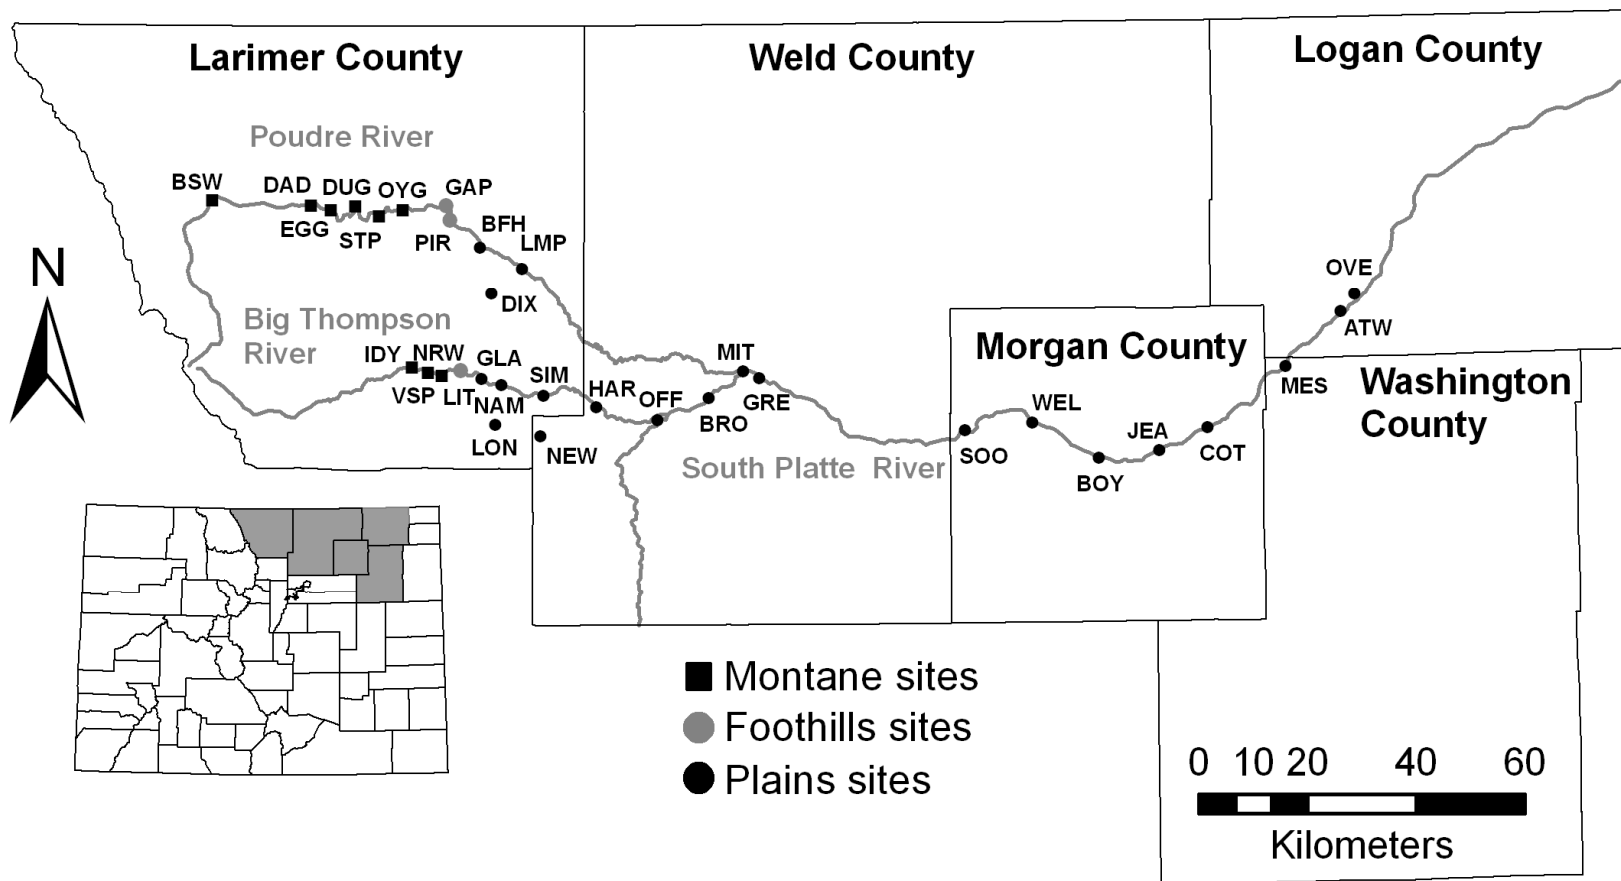 Larimer County
Weld County
Logan County
Poudre River
BSW
DAD
DUG
OYG
GAP
EGG
STP
PIR
BFH
LMP
N
DIX
OVE
ATW
Big Thompson
River
IDY
NRW
GLA
SIM
VSP
LIT
NAM
LON
NEW
HAR
OFF
MIT
BRO
GRE
Morgan County
MES
Washington
County
South Platte River
SOO
WEL
BOY
JEA
COT
Montane sites
Foothills sites
Plains sites
0 10 20 40 60
Kilometers